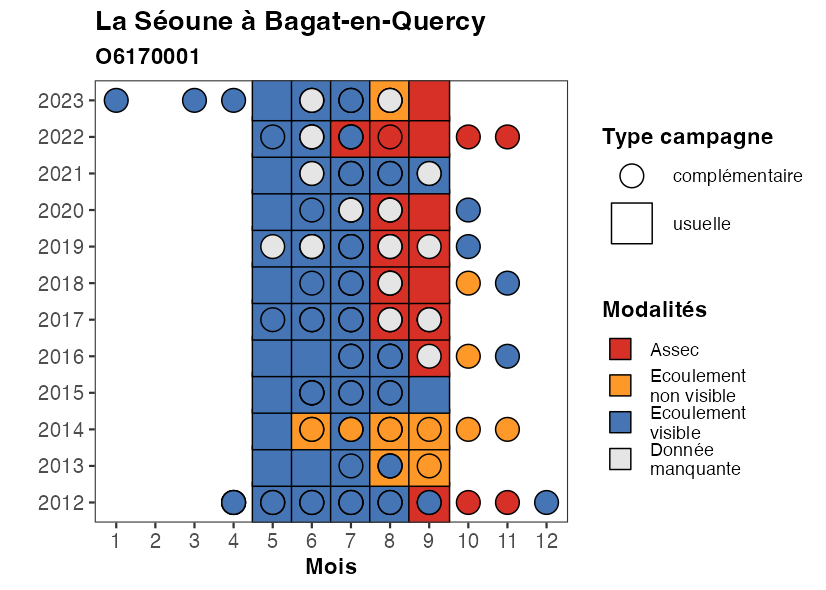 La Séoune à Bagat-en-Quercy
O6170001
2023
2022
2021
2020
2019
2018
2017
2016
2015
2014
2013
2012
1 2 3 4 5 6 7 8 9 10 11 12
Mois
Type campagne
complémentaire
usuelle
Modalités
Assec
Ecoulement
non visible
Ecoulement
visible
Donnée
manquante